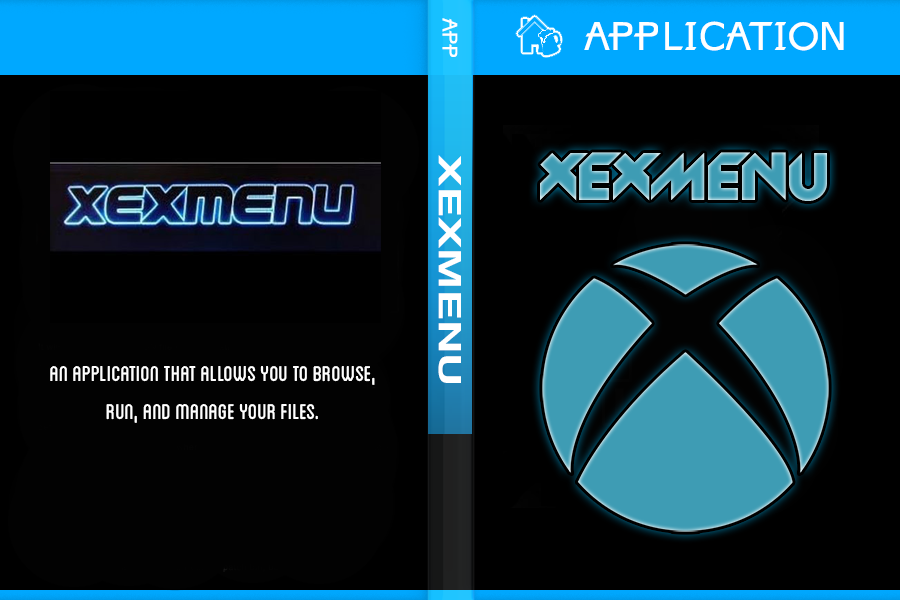 XEXMENU
AN APPLICATION THAT ALLOWS YOU TO BROWSE,
RUN, AND MANAGE YOUR FILES.
APP
XEXMENU
APPLICATION
XEXMENU